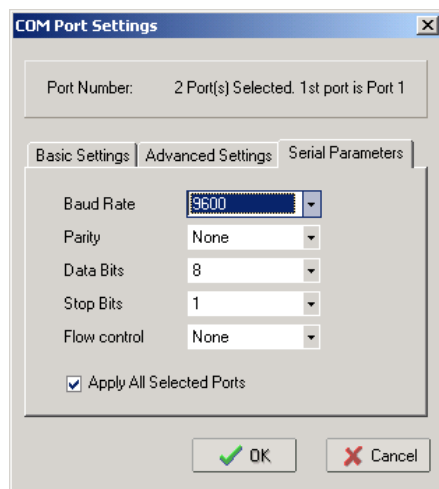 COM Port Settings
Port Number: 2 Port(s) Selected. 1st port is Port 1
Basic Settings Advanced Settings Serial Parameters
Baud Rate 9600
Parity None
Data Bits 8
Stop Bits 1
Flow control None
Apply All Selected Ports
OK Cancel